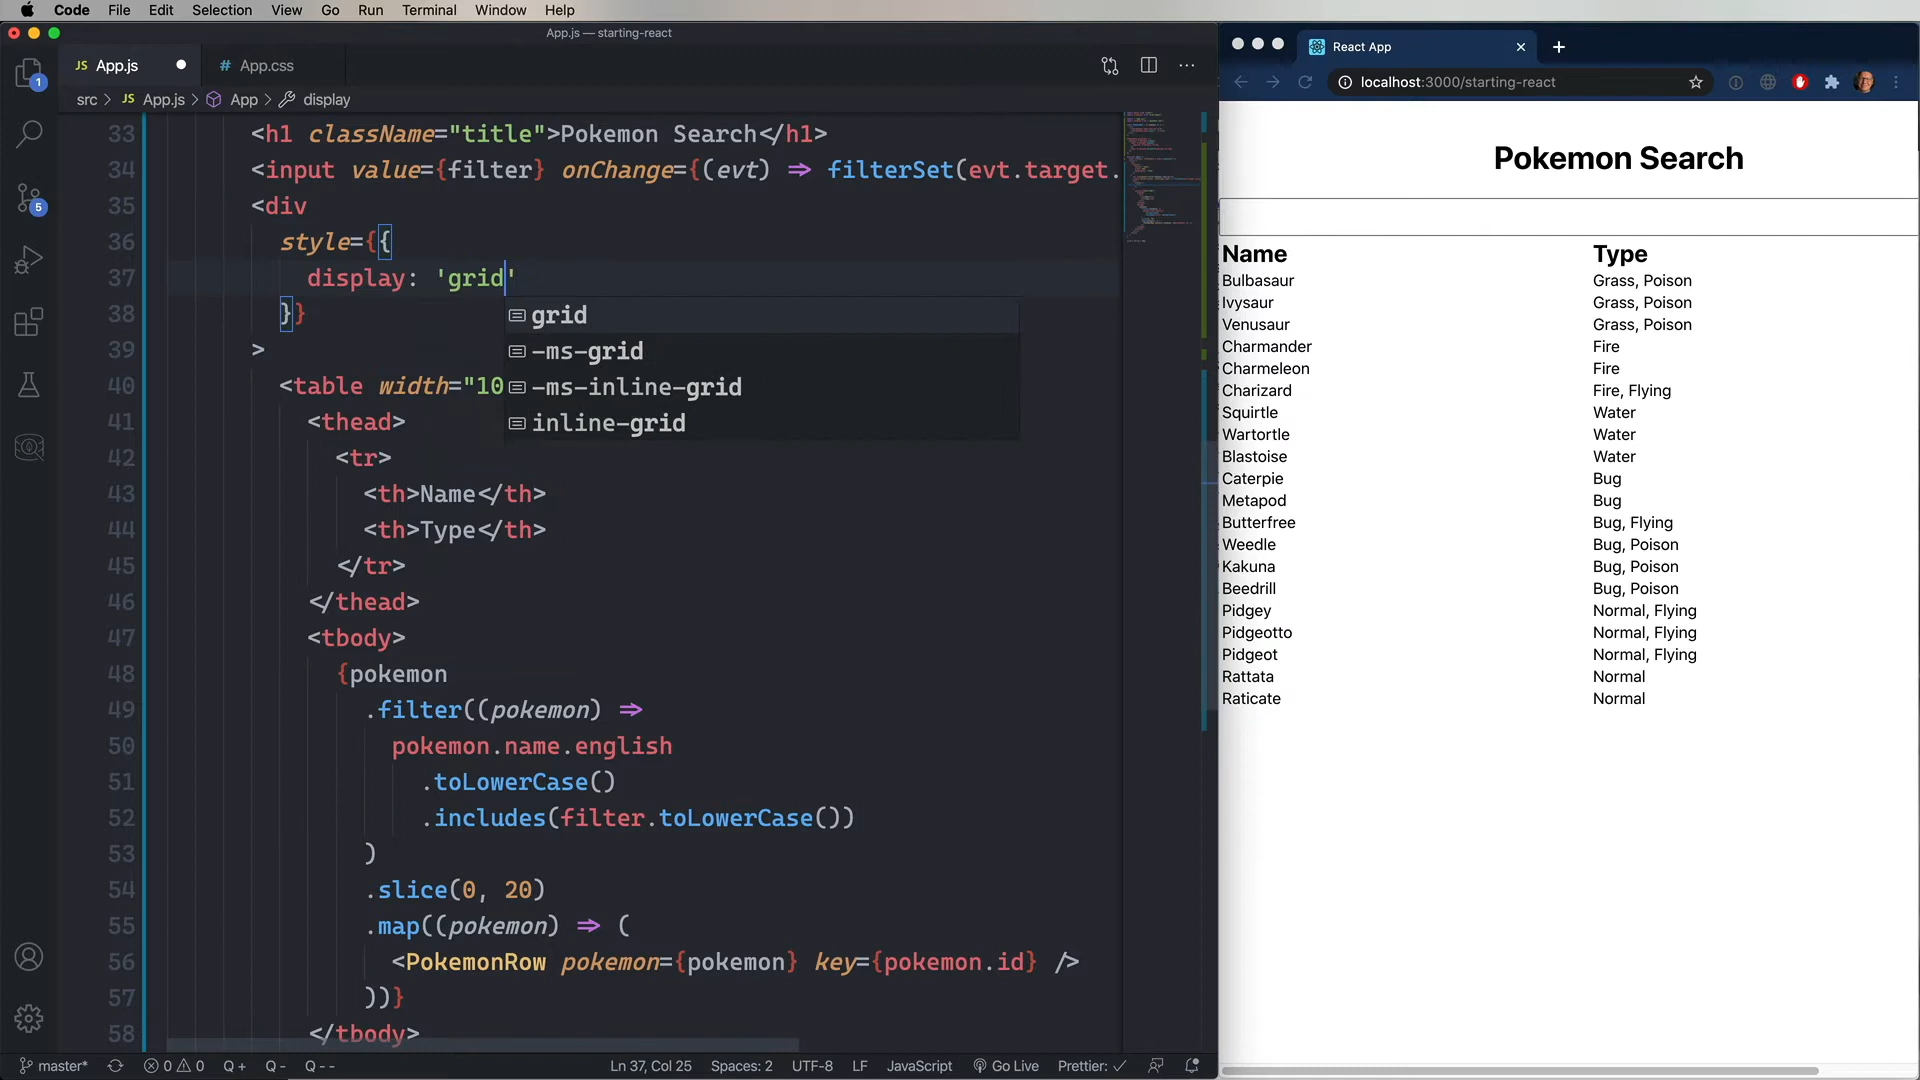 Code File Edit Selection View Go Run Terminal Window Help
App.js — starting-react
JS App.js # App.css
src > JS App.js > App > display
33 <h1 className="title">Pokemon Search</h1>
34 <input value={filter} onChange={(evt) => filterSet(evt.target.
35 <div
36 style={{
37 display: 'grid'
38 }}
39 >
40 <table width="10
41 <thead>
42 <tr>
43 <th>Name</th>
44 <th>Type</th>
45 </tr>
46 </thead>
47 <tbody>
48 {pokemon
49 .filter((pokemon) =>
50 pokemon.name.english
51 .toLowerCase()
52 .includes(filter.toLowerCase())
53 )
54 .slice(0, 20)
55 .map((pokemon) => (
56 <PokemonRow pokemon={pokemon} key={pokemon.id} />
57 ))}
58 </tbody>
grid
-ms-grid
-ms-inline-grid
inline-grid
1
5
master* 0 0 Q + Q - Q - - Ln 37, Col 25 Spaces: 2 UTF-8 LF JavaScript Go Live Prettier: ✓
React App
localhost:3000/starting-react
Pokemon Search
Name Type
Bulbasaur Grass, Poison
Ivysaur Grass, Poison
Venusaur Grass, Poison
Charmander Fire
Charmeleon Fire
Charizard Fire, Flying
Squirtle Water
Wartortle Water
Blastoise Water
Caterpie Bug
Metapod Bug
Butterfree Bug, Flying
Weedle Bug, Poison
Kakuna Bug, Poison
Beedrill Bug, Poison
Pidgey Normal, Flying
Pidgeotto Normal, Flying
Pidgeot Normal, Flying
Rattata Normal
Raticate Normal